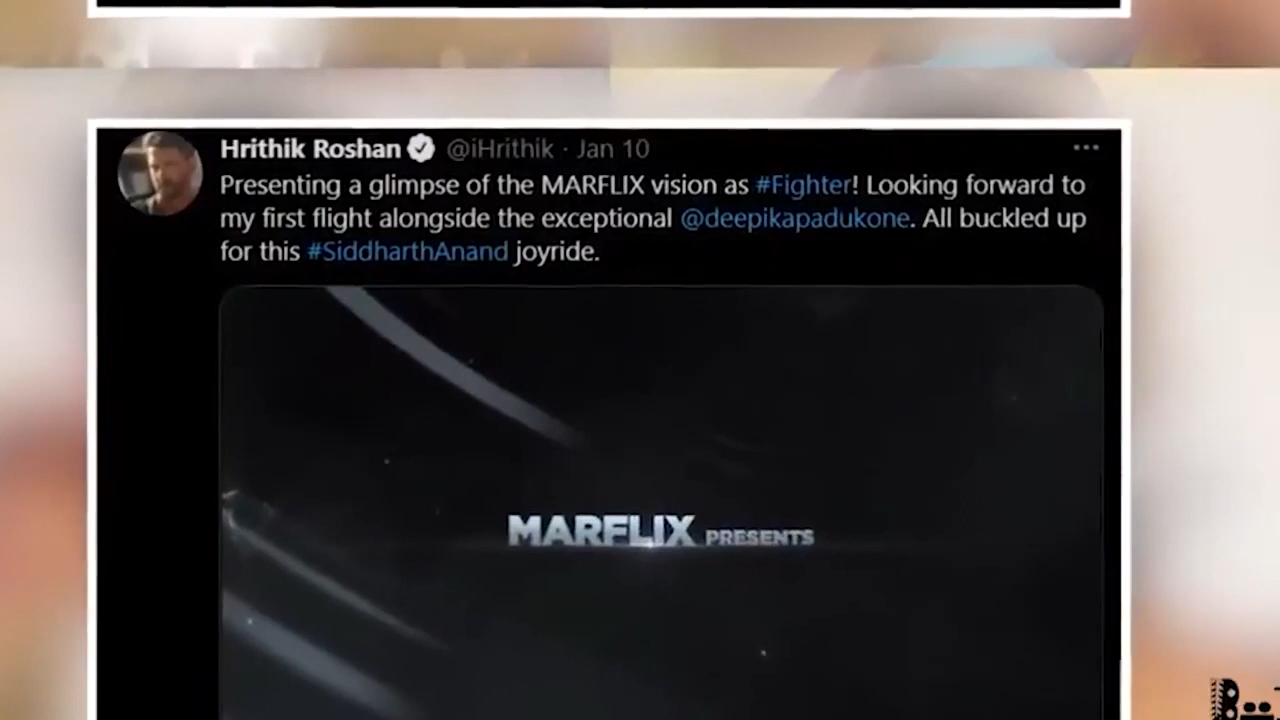 Hrithik Roshan @iHrithik · Jan 10
Presenting a glimpse of the MARFLIX vision as #Fighter! Looking forward to
my first flight alongside the exceptional @deepikapadukone. All buckled up
for this #SiddharthAnand joyride.
MARFLIX PRESENTS